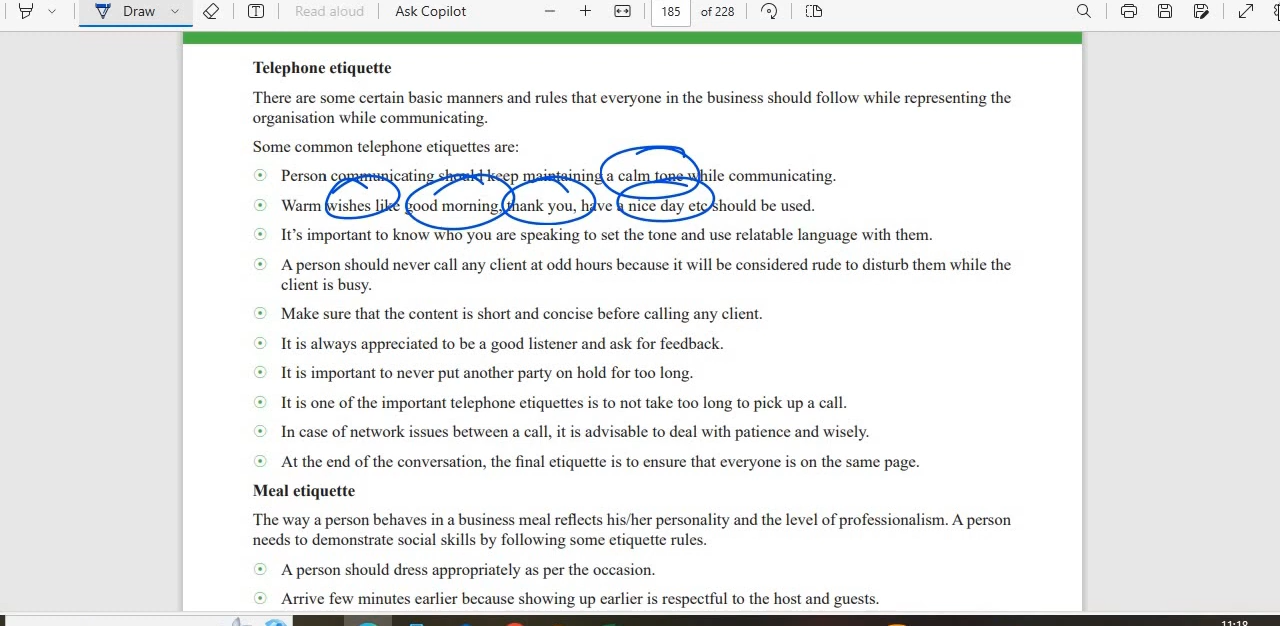 Draw
Read aloud
Ask Copilot
185 of 228
Telephone etiquette
There are some certain basic manners and rules that everyone in the business should follow while representing the
organisation while communicating.
Some common telephone etiquettes are:
Person communicating should keep maintaining a calm tone while communicating.
Warm wishes like good morning, thank you, have a nice day etc should be used.
It's important to know who you are speaking to set the tone and use relatable language with them.
A person should never call any client at odd hours because it will be considered rude to disturb them while the
client is busy.
Make sure that the content is short and concise before calling any client.
It is always appreciated to be a good listener and ask for feedback.
It is important to never put another party on hold for too long.
It is one of the important telephone etiquettes is to not take too long to pick up a call.
In case of network issues between a call, it is advisable to deal with patience and wisely.
At the end of the conversation, the final etiquette is to ensure that everyone is on the same page.
Meal etiquette
The way a person behaves in a business meal reflects his/her personality and the level of professionalism. A person
needs to demonstrate social skills by following some etiquette rules.
A person should dress appropriately as per the occasion.
Arrive few minutes earlier because showing up earlier is respectful to the host and guests.
11:18